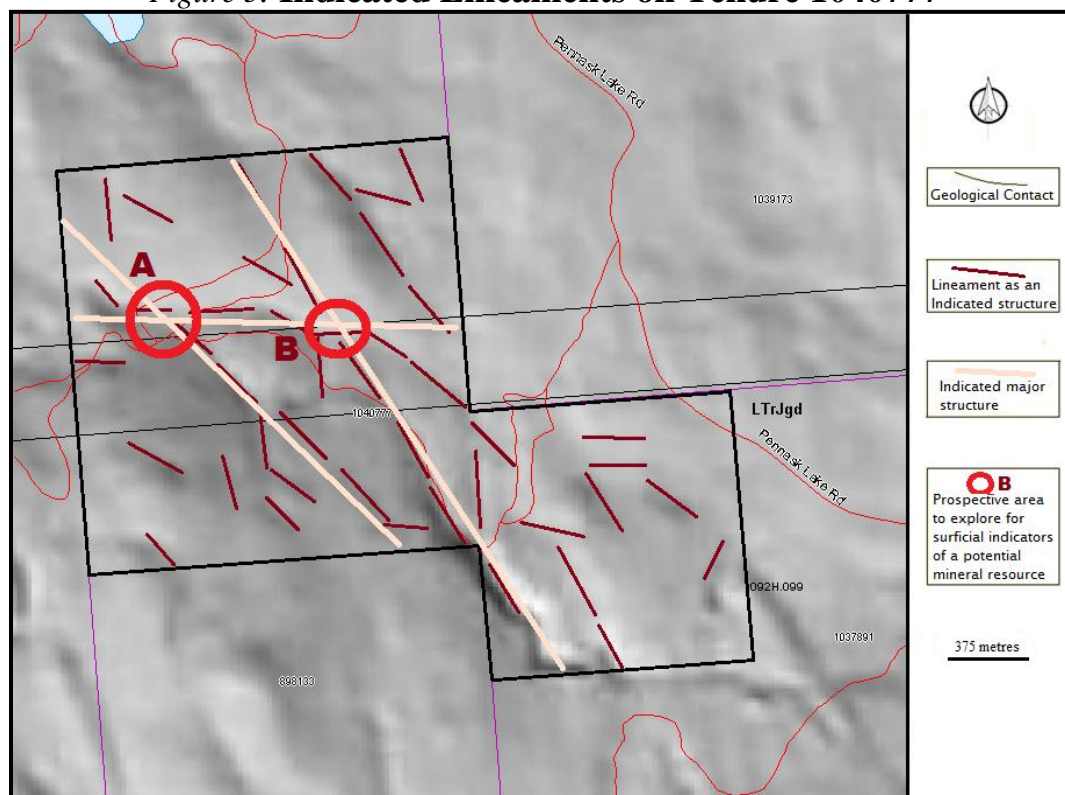 Figure 5. Indicated Lineaments on Tenure 1040777
Pennask Lake Rd
1039173
A
B
1040777
LTrJgd
Pennask Lake Rd
092H.099
1037891
898133
Geological Contact
Lineament as an
Indicated structure
Indicated major
structure
B
Prospective area
to explore for
surficial indicators
of a potential
mineral resource
375 metres